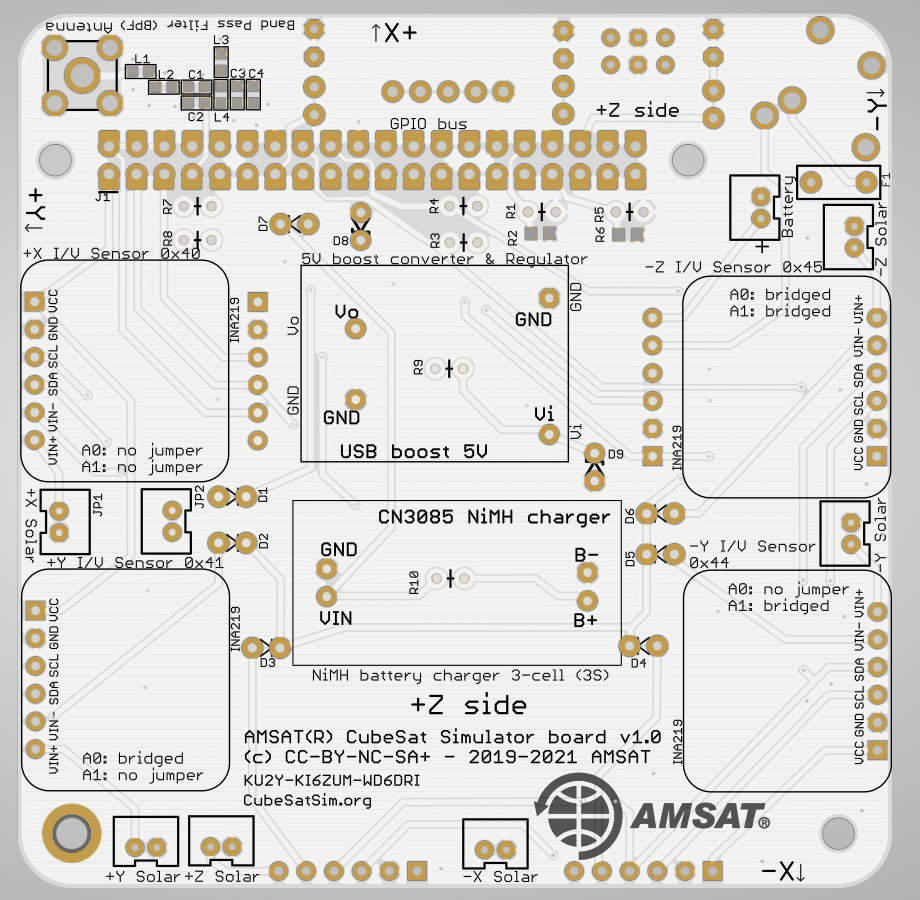 Band Pass Filter (BPF) Antenna
↑X+
L3
L1
L2 C1 C3 C4
C2 L4
+Z side
GPIO bus
-Y↓
J1
F1
+Y↓
R7
R8
D7
D8
R4
R3
R1
R2
R5
R6
Battery
+
-Z Solar
+X I/V Sensor 0x40
5V boost converter & Regulator
-Z I/V Sensor 0x45
VCC
GND
SCL
SDA
VIN-
VIN+
INA219
A0: no jumper
A1: no jumper
Vo
GND
Vo
GND
R9
GND
GND
Vi
Vi
USB boost 5V
D9
A0: bridged
A1: bridged
VIN+
VIN-
SDA
SCL
GND
VCC
INA219
+X Solar
JP1
JP2
D1
D2
CN3085 NiMH charger
GND
VIN
R10
B-
B+
NiMH battery charger 3-cell (3S)
D6
D5
-Y Solar
+Y I/V Sensor 0x41
-Y I/V Sensor
0x44
VCC
GND
SCL
SDA
VIN-
VIN+
INA219
D3
D4
A0: bridged
A1: no jumper
A0: no jumper
A1: bridged
VIN+
VIN-
SDA
SCL
GND
VCC
INA219
+Z side
AMSAT(R) CubeSat Simulator board v1.0
(c) CC-BY-NC-SA+ - 2019-2021 AMSAT
KU2Y-KI6ZUM-WD6DRI
CubeSatSim.org
AMSAT®
+Y Solar
+Z Solar
-X Solar
-X↓